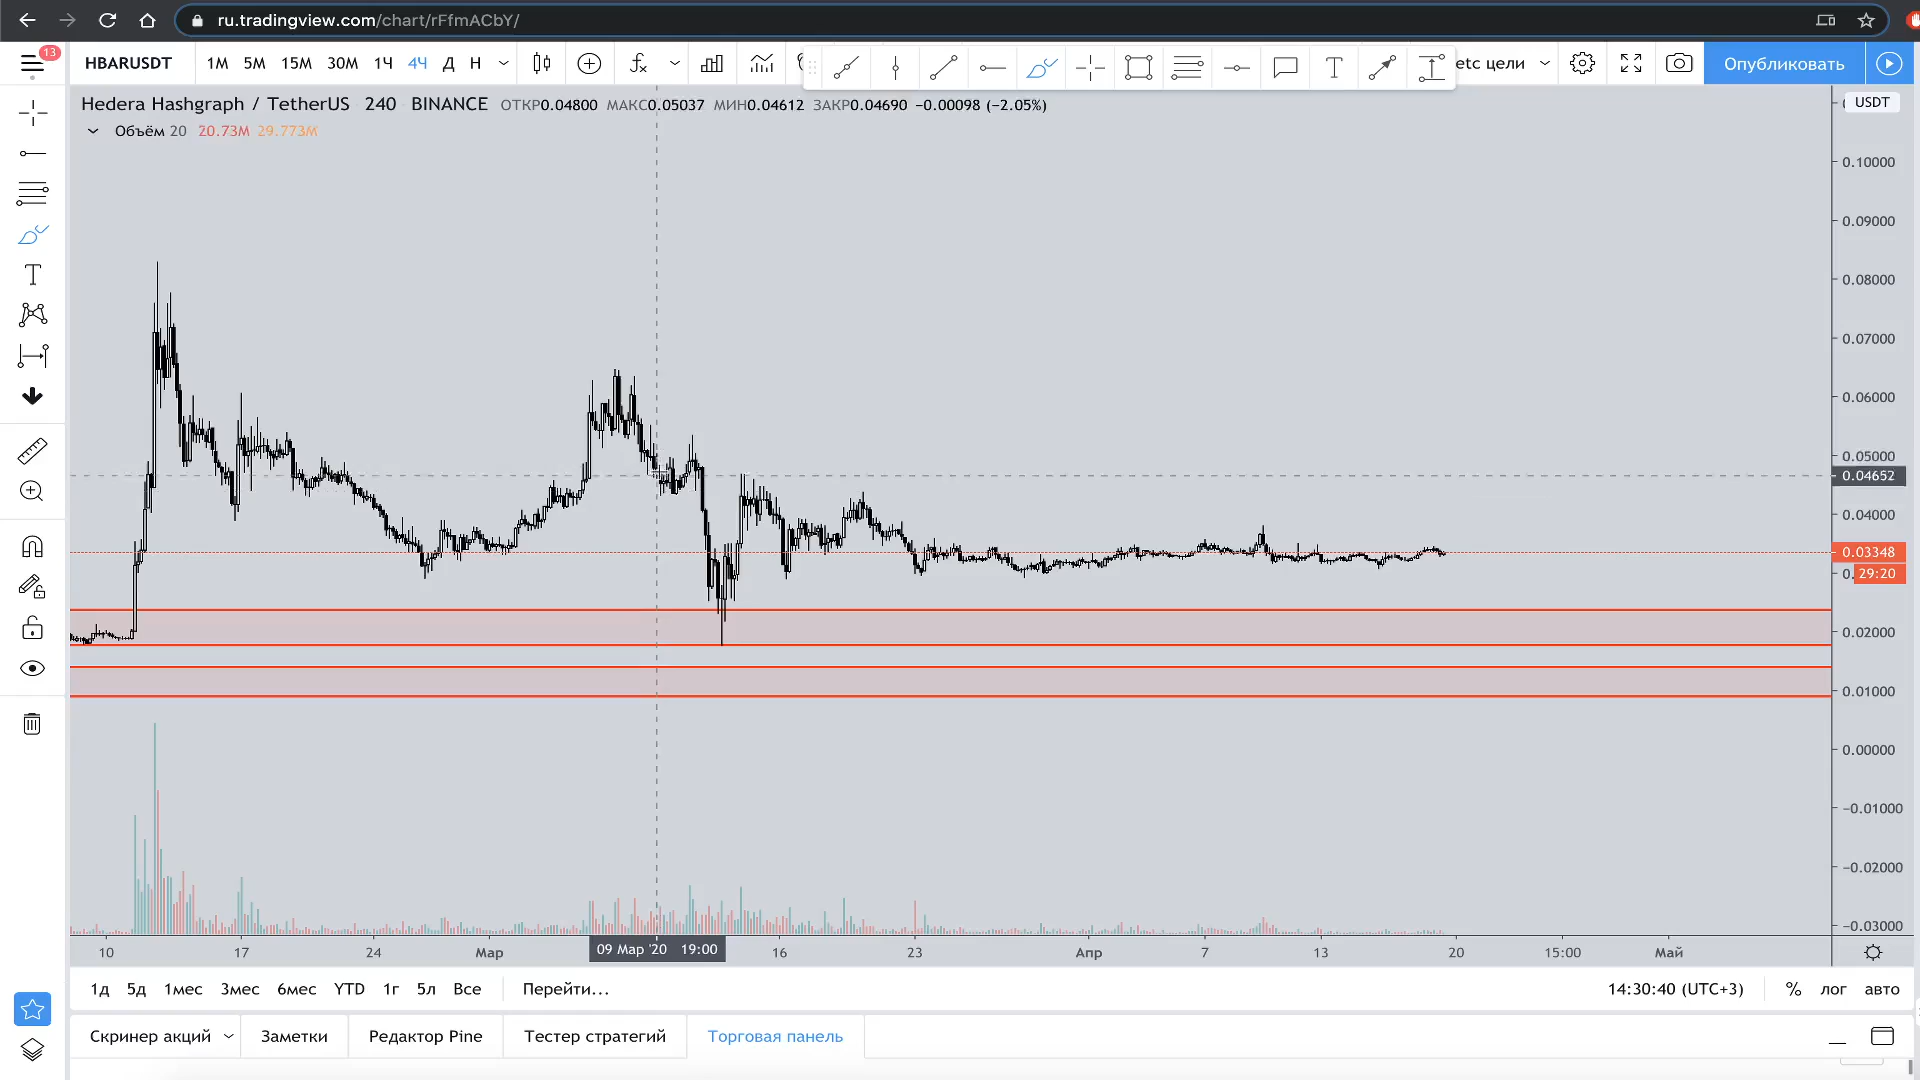 ru.tradingview.com/chart/rFfmACbY/
13
HBARUSDT 1М 5М 15М 30М 1Ч 4Ч Д Н etc цели Опубликовать
Hedera Hashgraph / TetherUS 240 BINANCE ОТКР0.04800 МАКС0.05037 МИН0.04612 ЗАКР0.04690 −0.00098 (−2.05%)
USDT
Объём 20 20.73M 29.773M
0.10000
0.09000
0.08000
0.07000
0.06000
0.05000
0.04652
0.04000
0.03348
0. 29:20
0.02000
0.01000
0.00000
−0.01000
−0.02000
−0.03000
10 17 24 Мар 09 Мар '20 19:00 16 23 Апр 7 13 20 15:00 Май
1д 5д 1мес 3мес 6мес YTD 1г 5л Все Перейти... 14:30:40 (UTC+3) % лог авто
Скринер акций Заметки Редактор Pine Тестер стратегий Торговая панель